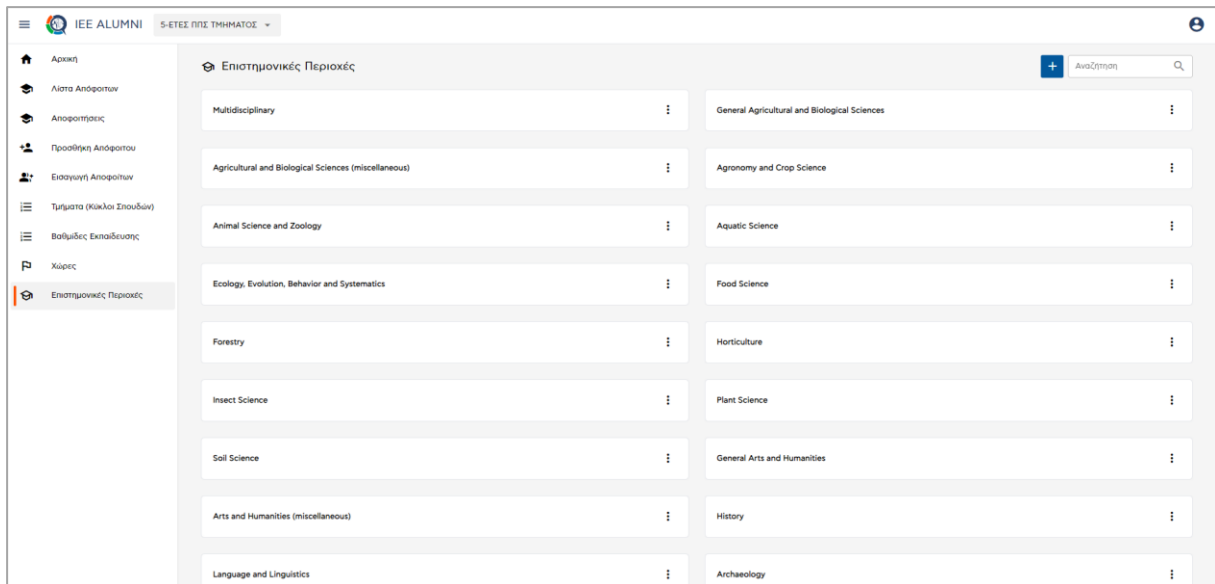 IEE ALUMNI
5-ΕΤΕΣ ΠΠΣ ΤΜΗΜΑΤΟΣ
Αρχική
Λίστα Απόφοιτων
Αποφοιτήσεις
Προσθήκη Απόφοιτου
Εισαγωγή Αποφοίτων
Τμήματα (Κύκλοι Σπουδών)
Βαθμίδες Εκπαίδευσης
Χώρες
Επιστημονικές Περιοχές
Επιστημονικές Περιοχές
+ Αναζήτηση
Multidisciplinary
General Agricultural and Biological Sciences
Agricultural and Biological Sciences (miscellaneous)
Agronomy and Crop Science
Animal Science and Zoology
Aquatic Science
Ecology, Evolution, Behavior and Systematics
Food Science
Forestry
Horticulture
Insect Science
Plant Science
Soil Science
General Arts and Humanities
Arts and Humanities (miscellaneous)
History
Language and Linguistics
Archaeology